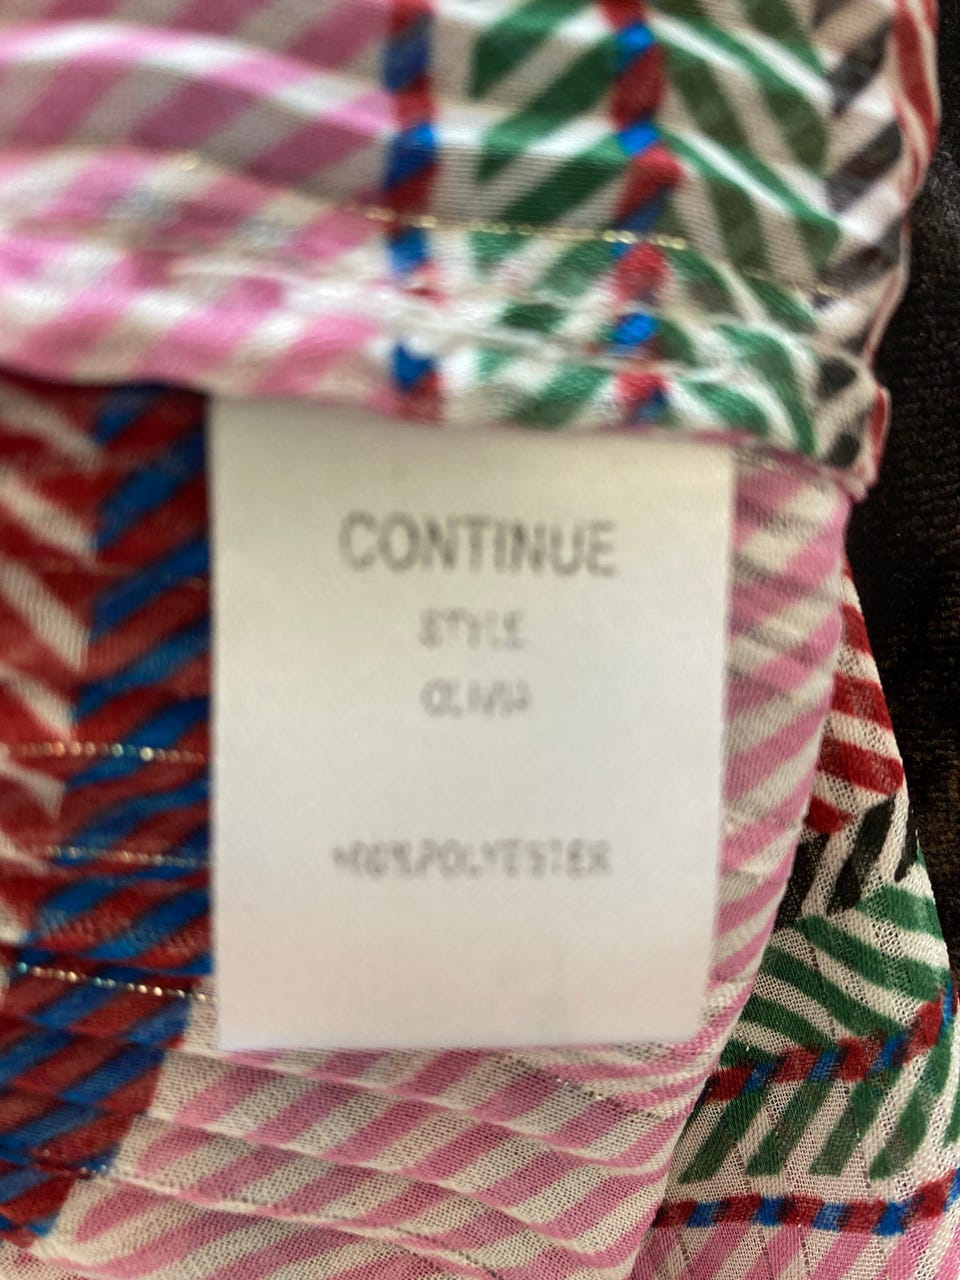 CONTINUE
STYLE
OLIVIA
100%POLYESTER